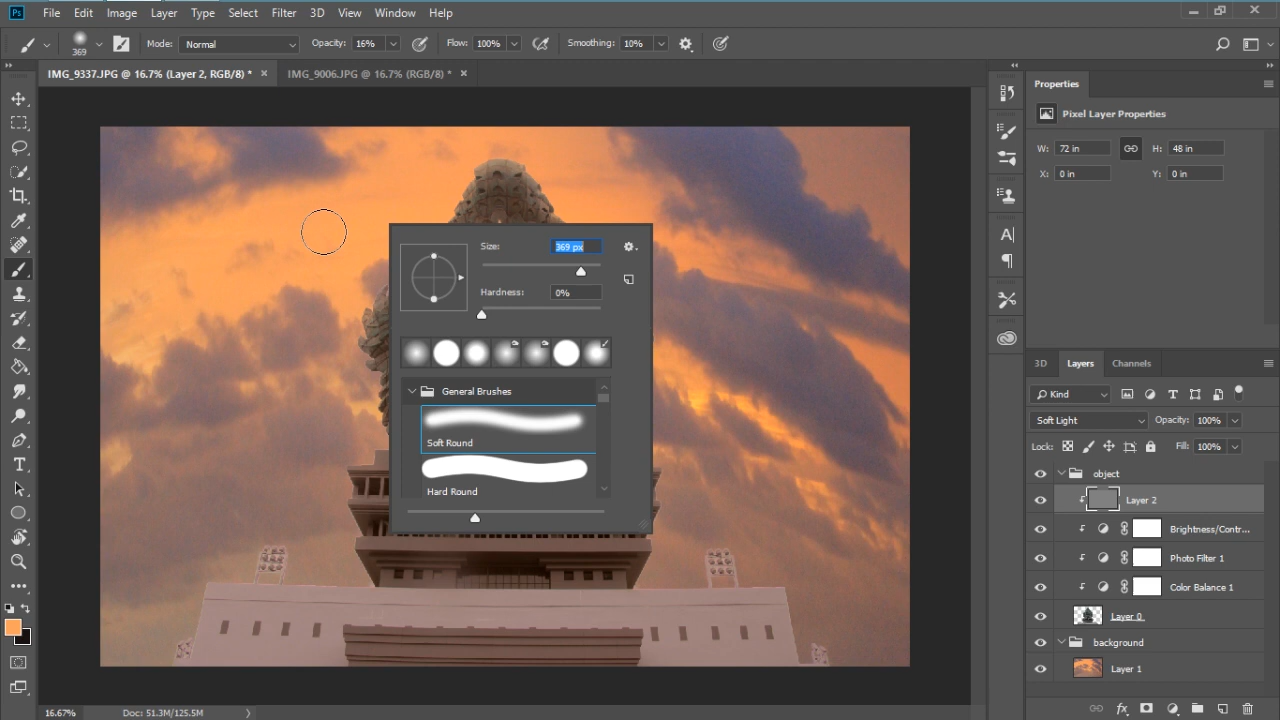 Ps File Edit Image Layer Type Select Filter 3D View Window Help
369 Mode: Normal Opacity: 16% Flow: 100% Smoothing: 10%
IMG_9337.JPG @ 16.7% (Layer 2, RGB/8) * × IMG_9006.JPG @ 16.7% (RGB/8) * ×
Properties
Pixel Layer Properties
W: 72 in H: 48 in
X: 0 in Y: 0 in
Size: 369 px
Hardness: 0%
General Brushes
Soft Round
Hard Round
3D Layers Channels
Kind
Soft Light Opacity: 100%
Lock: Fill: 100%
object
Layer 2
Brightness/Contr...
Photo Filter 1
Color Balance 1
Layer 0
background
Layer 1
16.67% Doc: 51.3M/125.5M